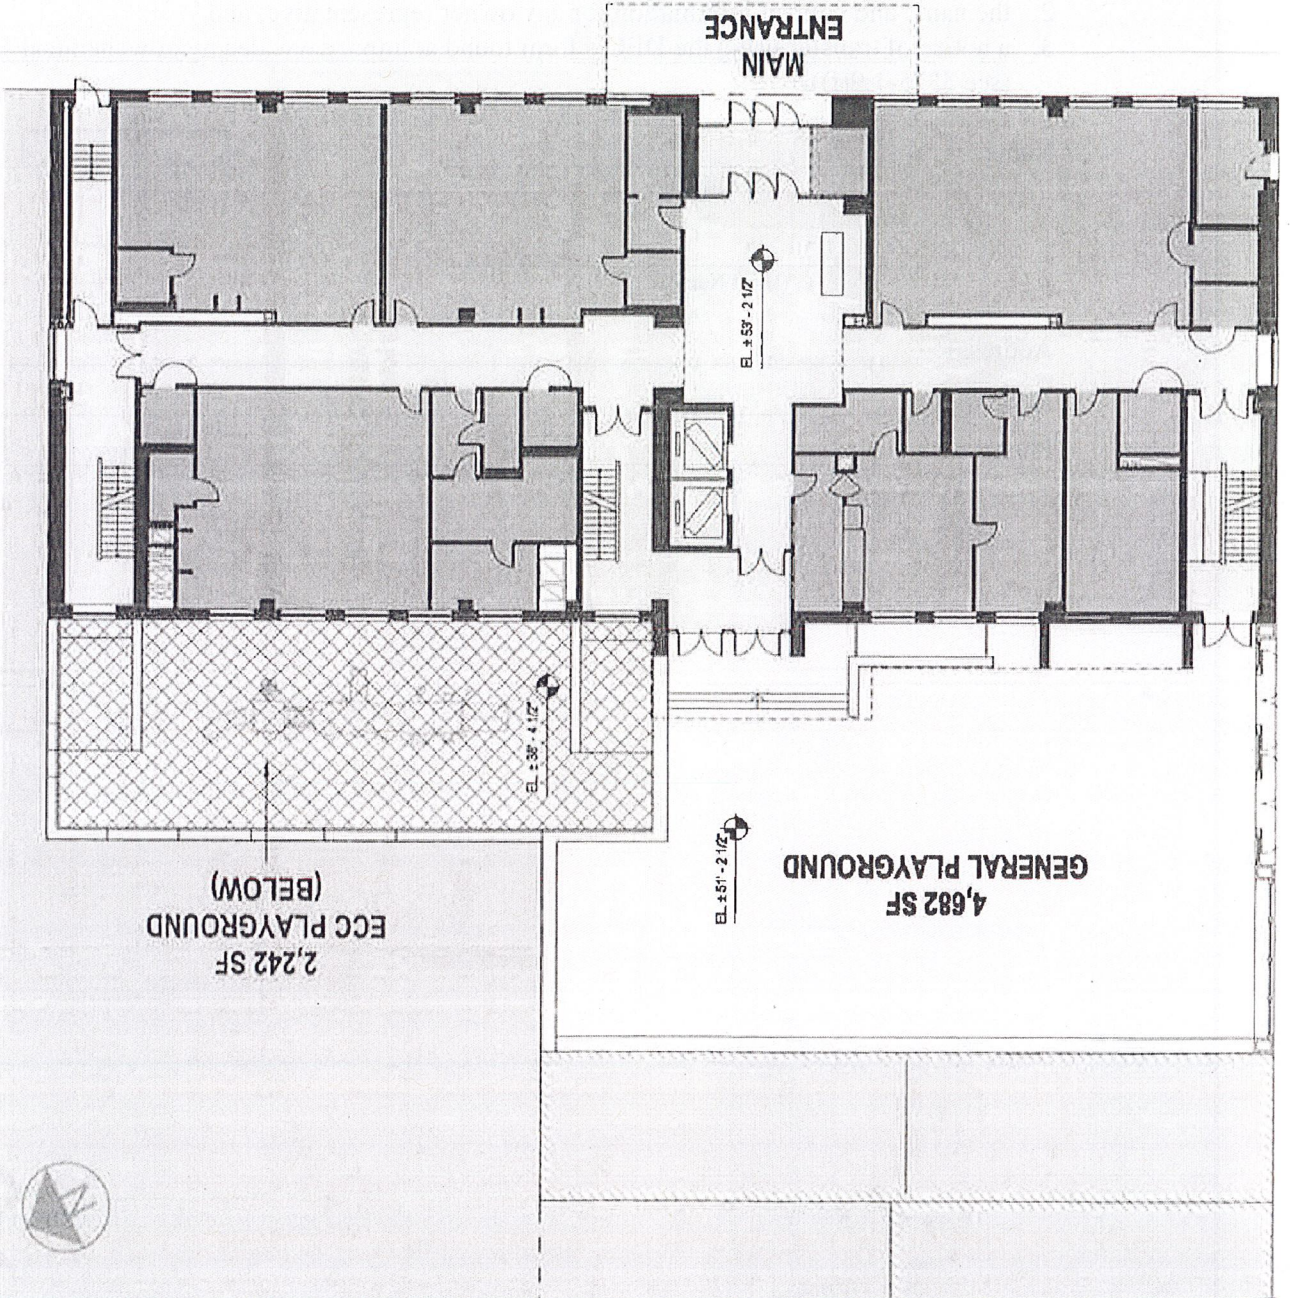 MAIN
ENTRANCE
EL. ± 53' - 2 1/2"
EL. ± 38' - 4 1/2"
EL. ± 51' - 2 1/2"
4,682 SF
GENERAL PLAYGROUND
2,242 SF
ECC PLAYGROUND
(BELOW)
N